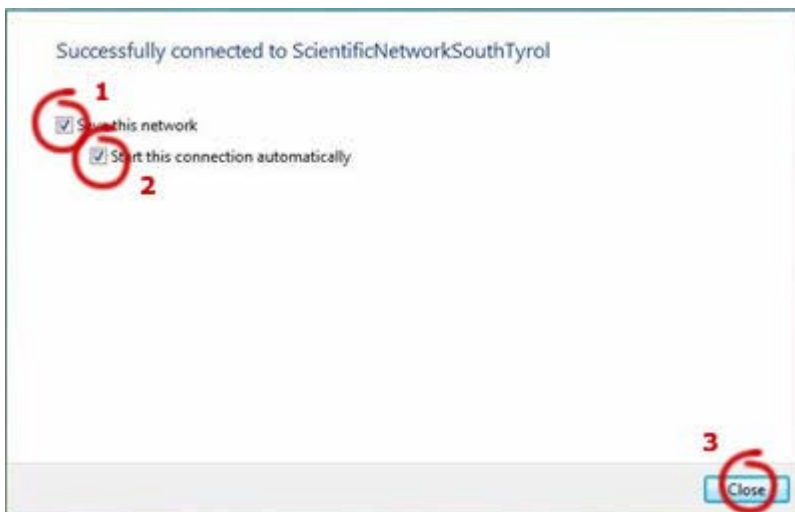 Successfully connected to ScientificNetworkSouthTyrol
1
Save this network
Start this connection automatically
2
3
Close